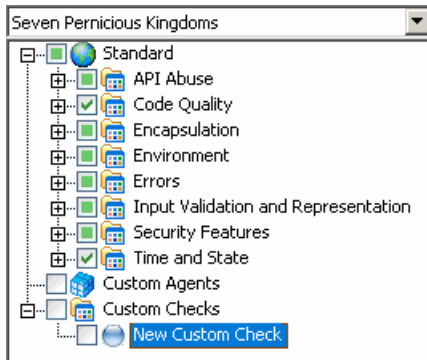 Seven Pernicious Kingdoms
Standard
API Abuse
Code Quality
Encapsulation
Environment
Errors
Input Validation and Representation
Security Features
Time and State
Custom Agents
Custom Checks
New Custom Check